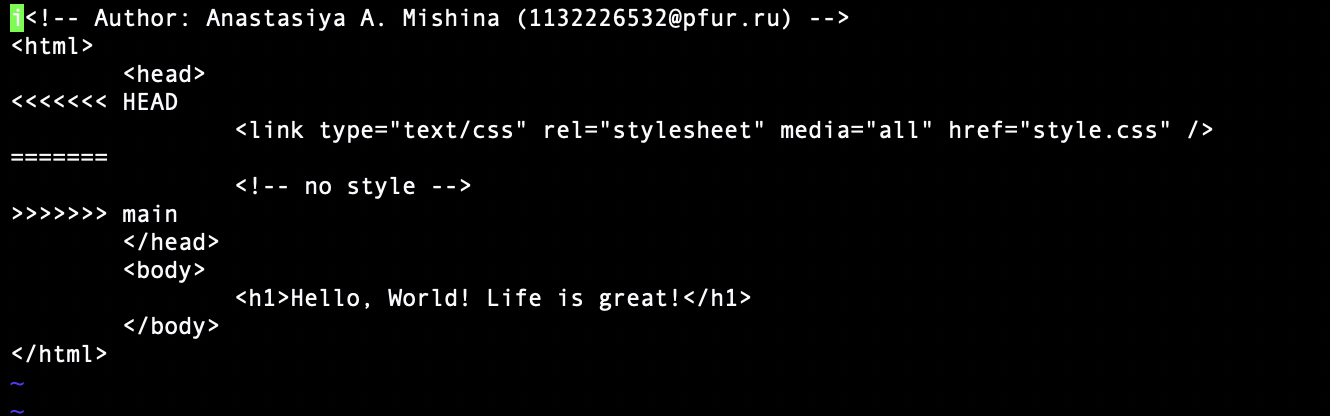 i<!-- Author: Anastasiya A. Mishina (1132226532@pfur.ru) -->
<html>
        <head>
<<<<<<< HEAD
                <link type="text/css" rel="stylesheet" media="all" href="style.css" />
=======
                <!-- no style -->
>>>>>>> main
        </head>
        <body>
                <h1>Hello, World! Life is great!</h1>
        </body>
</html>
~
~